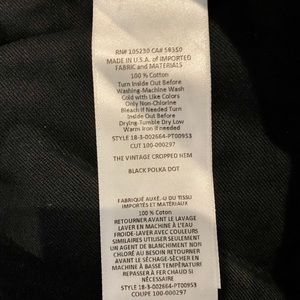 RN# 105230 CA# 58350
MADE IN U.S.A. of IMPORTED
FABRIC and MATERIALS
100 % Cotton
Turn Inside Out Before
Washing-Machine Wash
Cold with Like Colors
Only Non-Chlorine
Bleach If Needed Turn
Inside Out Before
Drying-Tumble Dry Low
Warm Iron if needed
STYLE 18-3-002664-PT00953
CUT 100-000297
THE VINTAGE CROPPED HEM
BLACK POLKA DOT
FABRIQUÉ AUXÉ.-U DU TISSU
IMPORTÉS ET MATÉRIAUX
100 % Coton
RETOURNER AVANT LE LAVAGE
LAVER EN MACHINE À L'EAU
FROIDE-LAVER AVEC COULEURS
SIMILAIRES UTILISER SEULEMENT
UN AGENT DE BLANCHIMENT NON
CHLORÉ AU BESOIN RETOURNER
AVANT LE SÉCHAGE-SÉCHER EN
MACHINE À BASSE TEMPÉRATURE
REPASSER À FER CHAUD SI
NÉCESSAIRE
STYLE 18-3-002664-PT00953
COUPE 100-000297